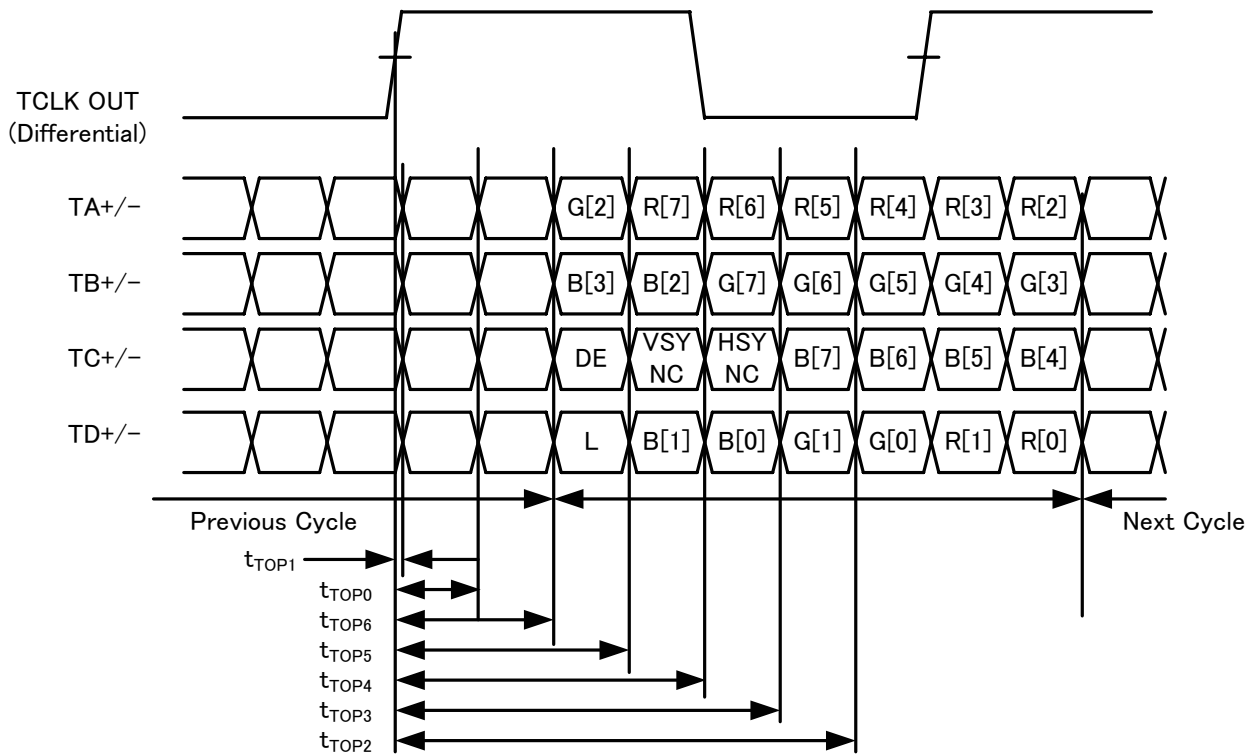 TCLK OUT
(Differential)
TA+/− G[2] R[7] R[6] R[5] R[4] R[3] R[2]
TB+/− B[3] B[2] G[7] G[6] G[5] G[4] G[3]
TC+/− DE VSY NC HSY NC B[7] B[6] B[5] B[4]
TD+/− L B[1] B[0] G[1] G[0] R[1] R[0]
Previous Cycle Next Cycle
tTOP1
tTOP0
tTOP6
tTOP5
tTOP4
tTOP3
tTOP2